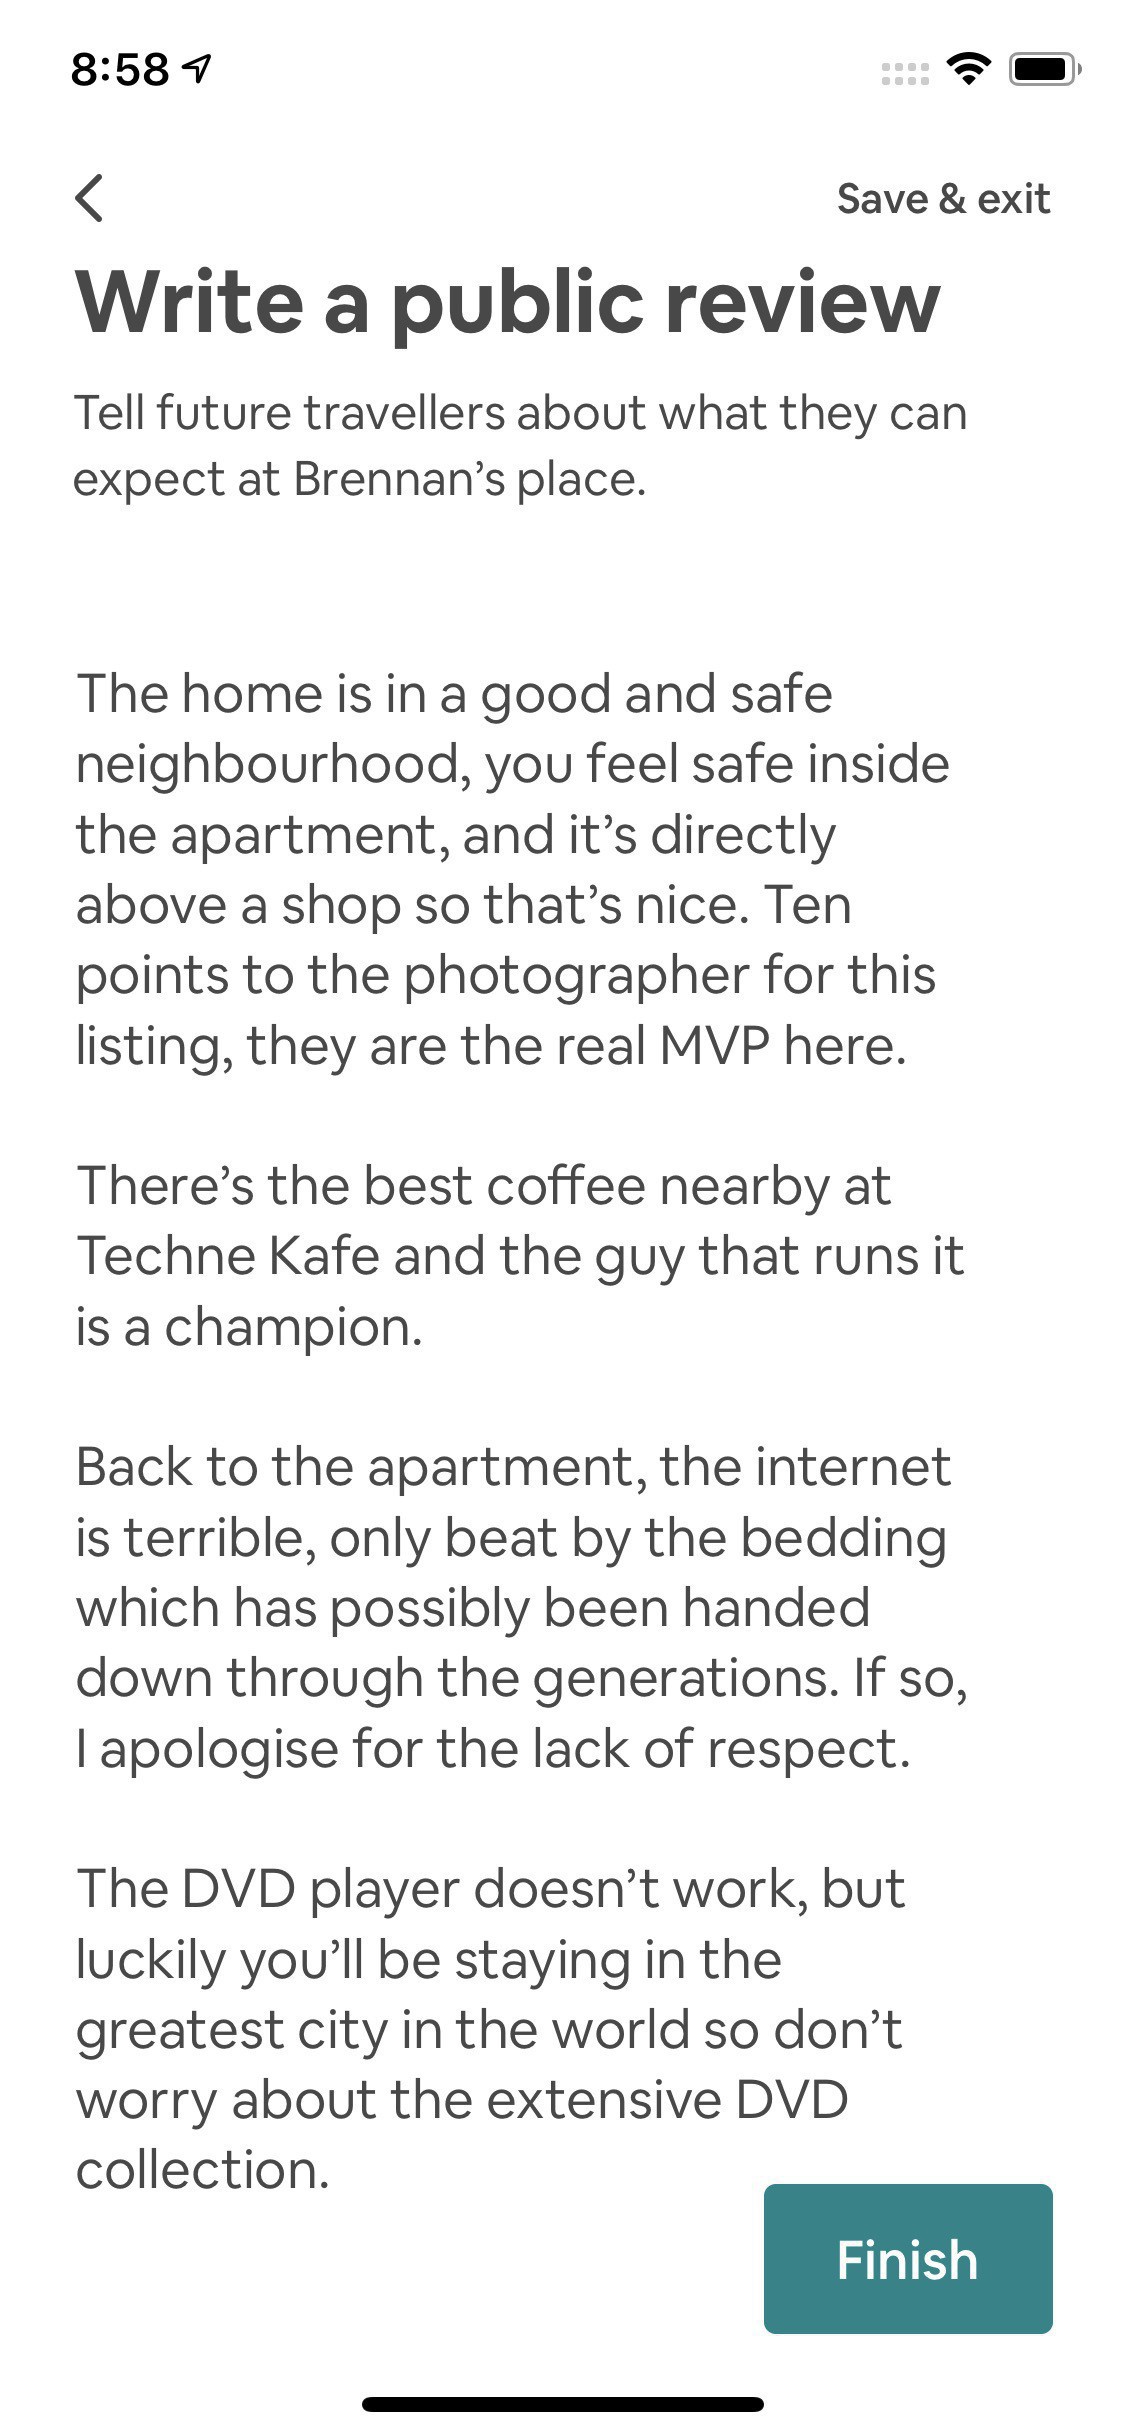 8:58
Save & exit
Write a public review
Tell future travellers about what they can
expect at Brennan’s place.
The home is in a good and safe
neighbourhood, you feel safe inside
the apartment, and it’s directly
above a shop so that’s nice. Ten
points to the photographer for this
listing, they are the real MVP here.
There’s the best coffee nearby at
Techne Kafe and the guy that runs it
is a champion.
Back to the apartment, the internet
is terrible, only beat by the bedding
which has possibly been handed
down through the generations. If so,
I apologise for the lack of respect.
The DVD player doesn’t work, but
luckily you’ll be staying in the
greatest city in the world so don’t
worry about the extensive DVD
collection.
Finish